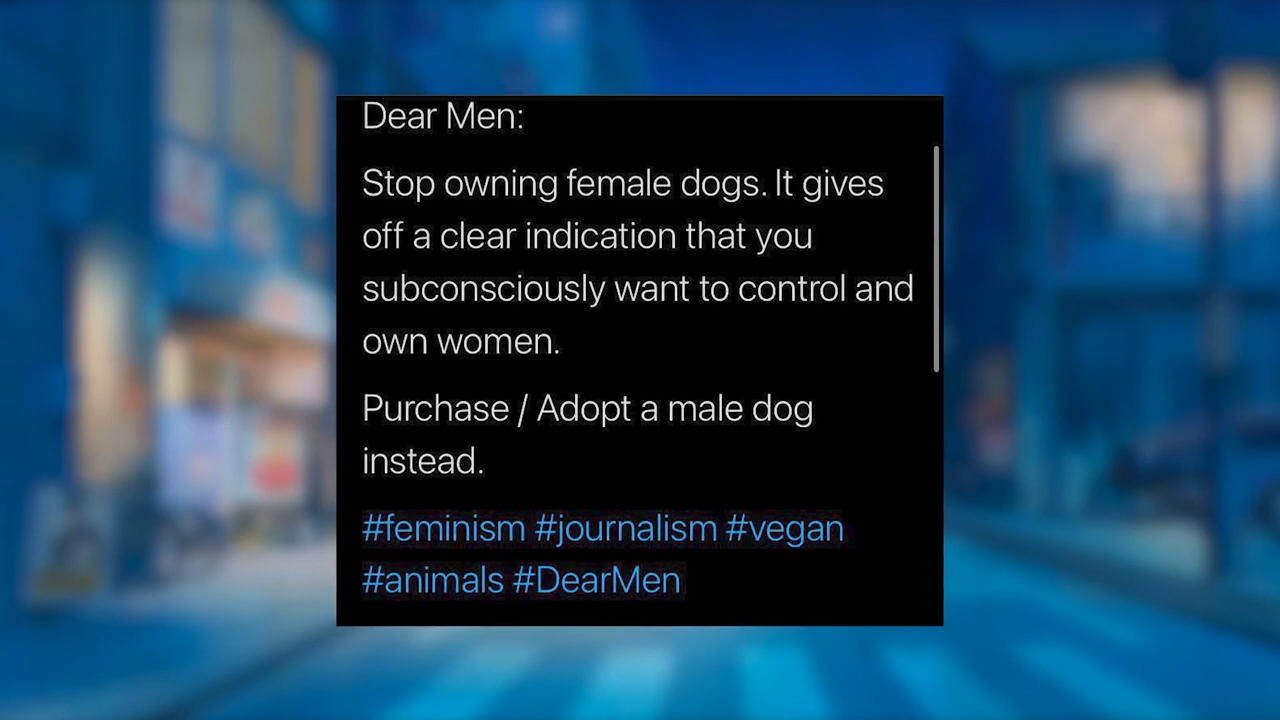 Dear Men:
Stop owning female dogs. It gives
off a clear indication that you
subconsciously want to control and
own women.
Purchase / Adopt a male dog
instead.
#feminism #journalism #vegan
#animals #DearMen